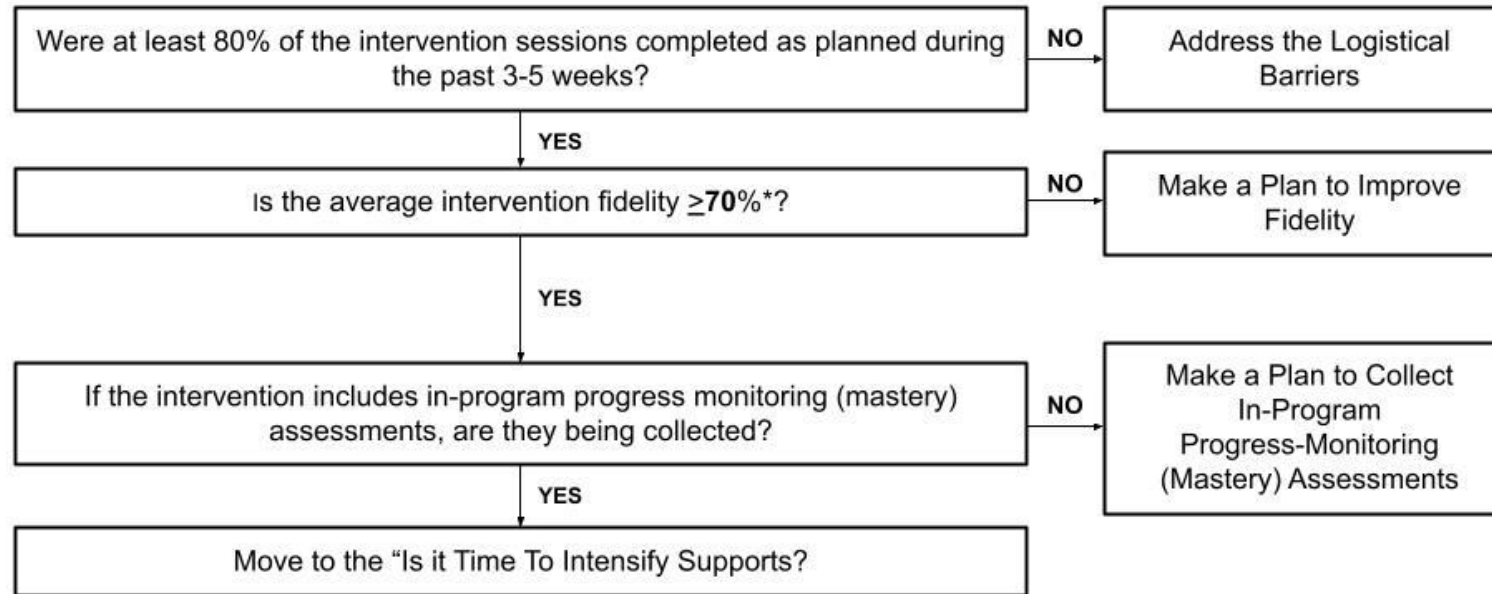 Were at least 80% of the intervention sessions completed as planned during
the past 3-5 weeks?
NO
Address the Logistical
Barriers
YES
Is the average intervention fidelity ≥70%*?
NO
Make a Plan to Improve
Fidelity
YES
If the intervention includes in-program progress monitoring (mastery)
assessments, are they being collected?
NO
Make a Plan to Collect
In-Program
Progress-Monitoring
(Mastery) Assessments
YES
Move to the “Is it Time To Intensify Supports?